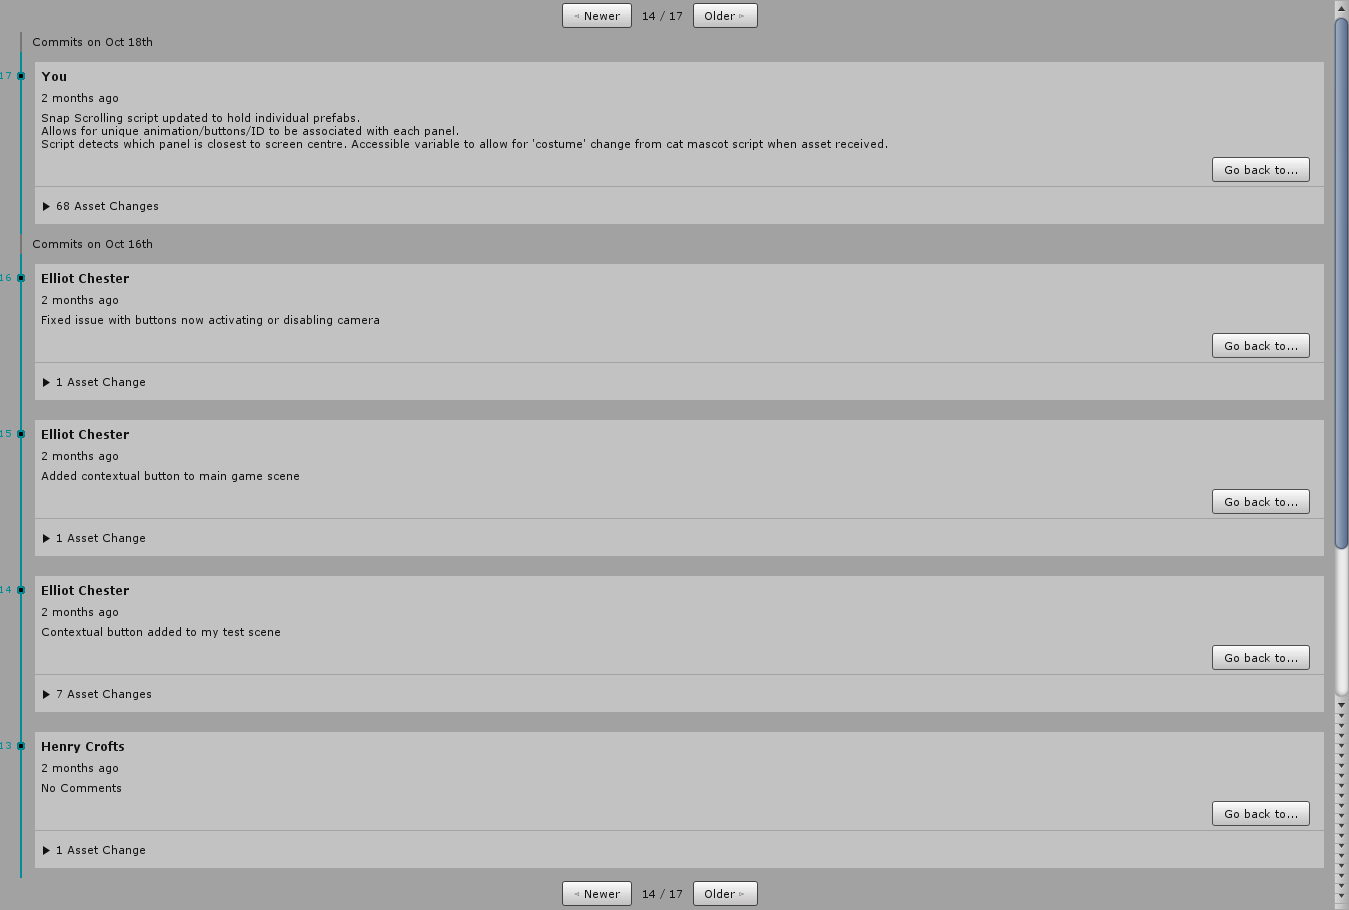 Newer 14 / 17 Older
Commits on Oct 18th
17 You
2 months ago
Snap Scrolling script updated to hold individual prefabs.
Allows for unique animation/buttons/ID to be associated with each panel.
Script detects which panel is closest to screen centre. Accessible variable to allow for 'costume' change from cat mascot script when asset received.
Go back to...
68 Asset Changes
Commits on Oct 16th
16 Elliot Chester
2 months ago
Fixed issue with buttons now activating or disabling camera
Go back to...
1 Asset Change
15 Elliot Chester
2 months ago
Added contextual button to main game scene
Go back to...
1 Asset Change
14 Elliot Chester
2 months ago
Contextual button added to my test scene
Go back to...
7 Asset Changes
13 Henry Crofts
2 months ago
No Comments
Go back to...
1 Asset Change
Newer 14 / 17 Older